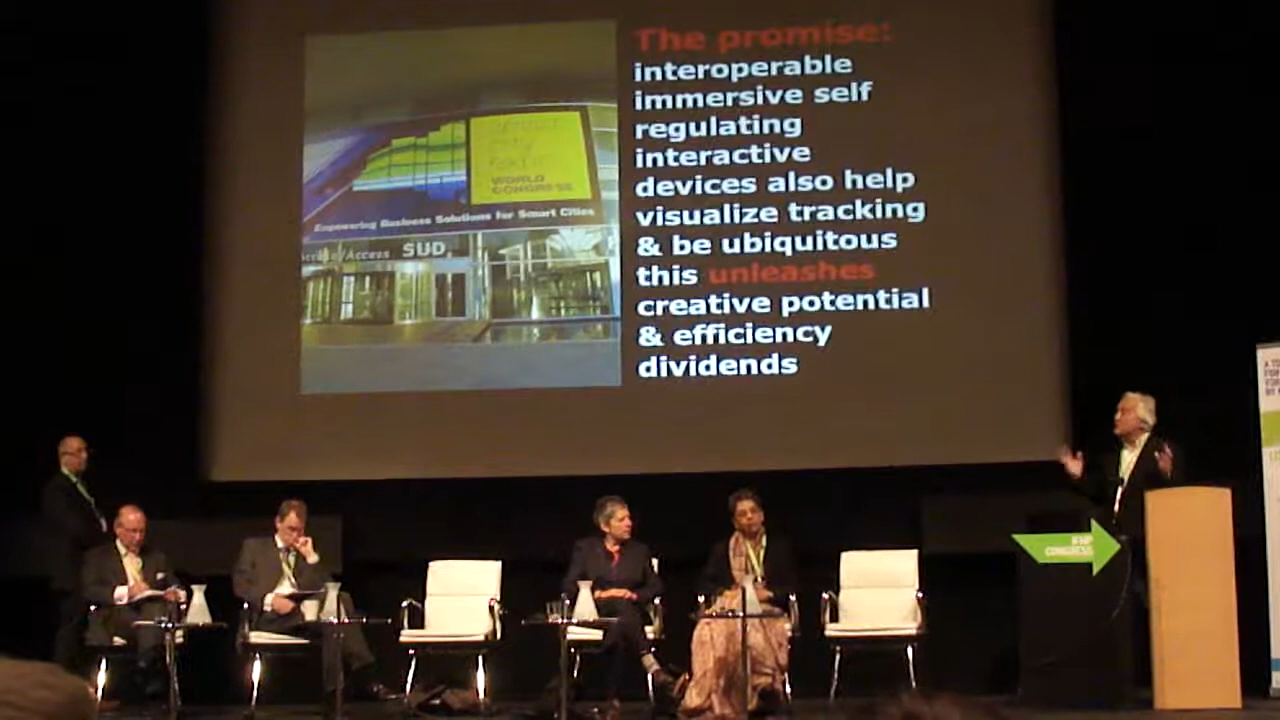 The promise:
interoperable
immersive self
regulating
interactive
devices also help
visualize tracking
& be ubiquitous
this unleashes
creative potential
& efficiency
dividends
WORLD
CONGRESS
Empowering Business Solutions for Smart Cities
/Access SUD
IFHP
CONGRESS